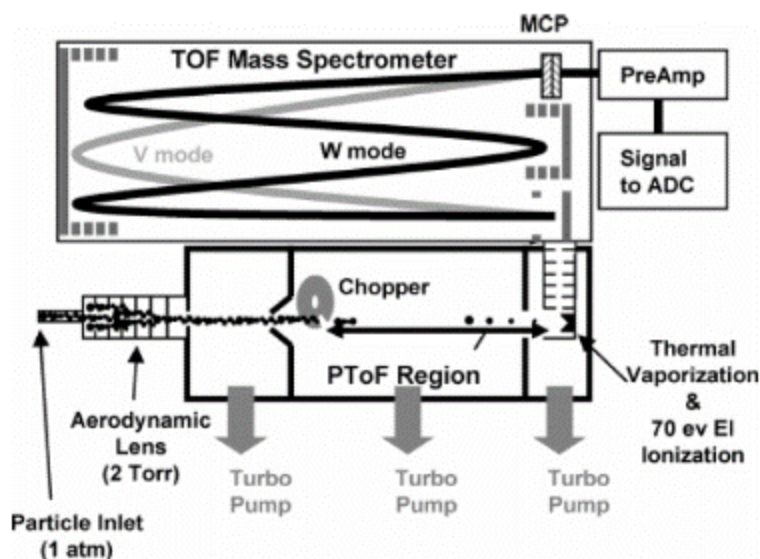 MCP
TOF Mass Spectrometer
PreAmp
V mode
W mode
Signal
to ADC
Chopper
PToF Region
Thermal
Vaporization
&
70 ev EI
Ionization
Aerodynamic
Lens
(2 Torr)
Turbo
Pump
Turbo
Pump
Turbo
Pump
Particle Inlet
(1 atm)